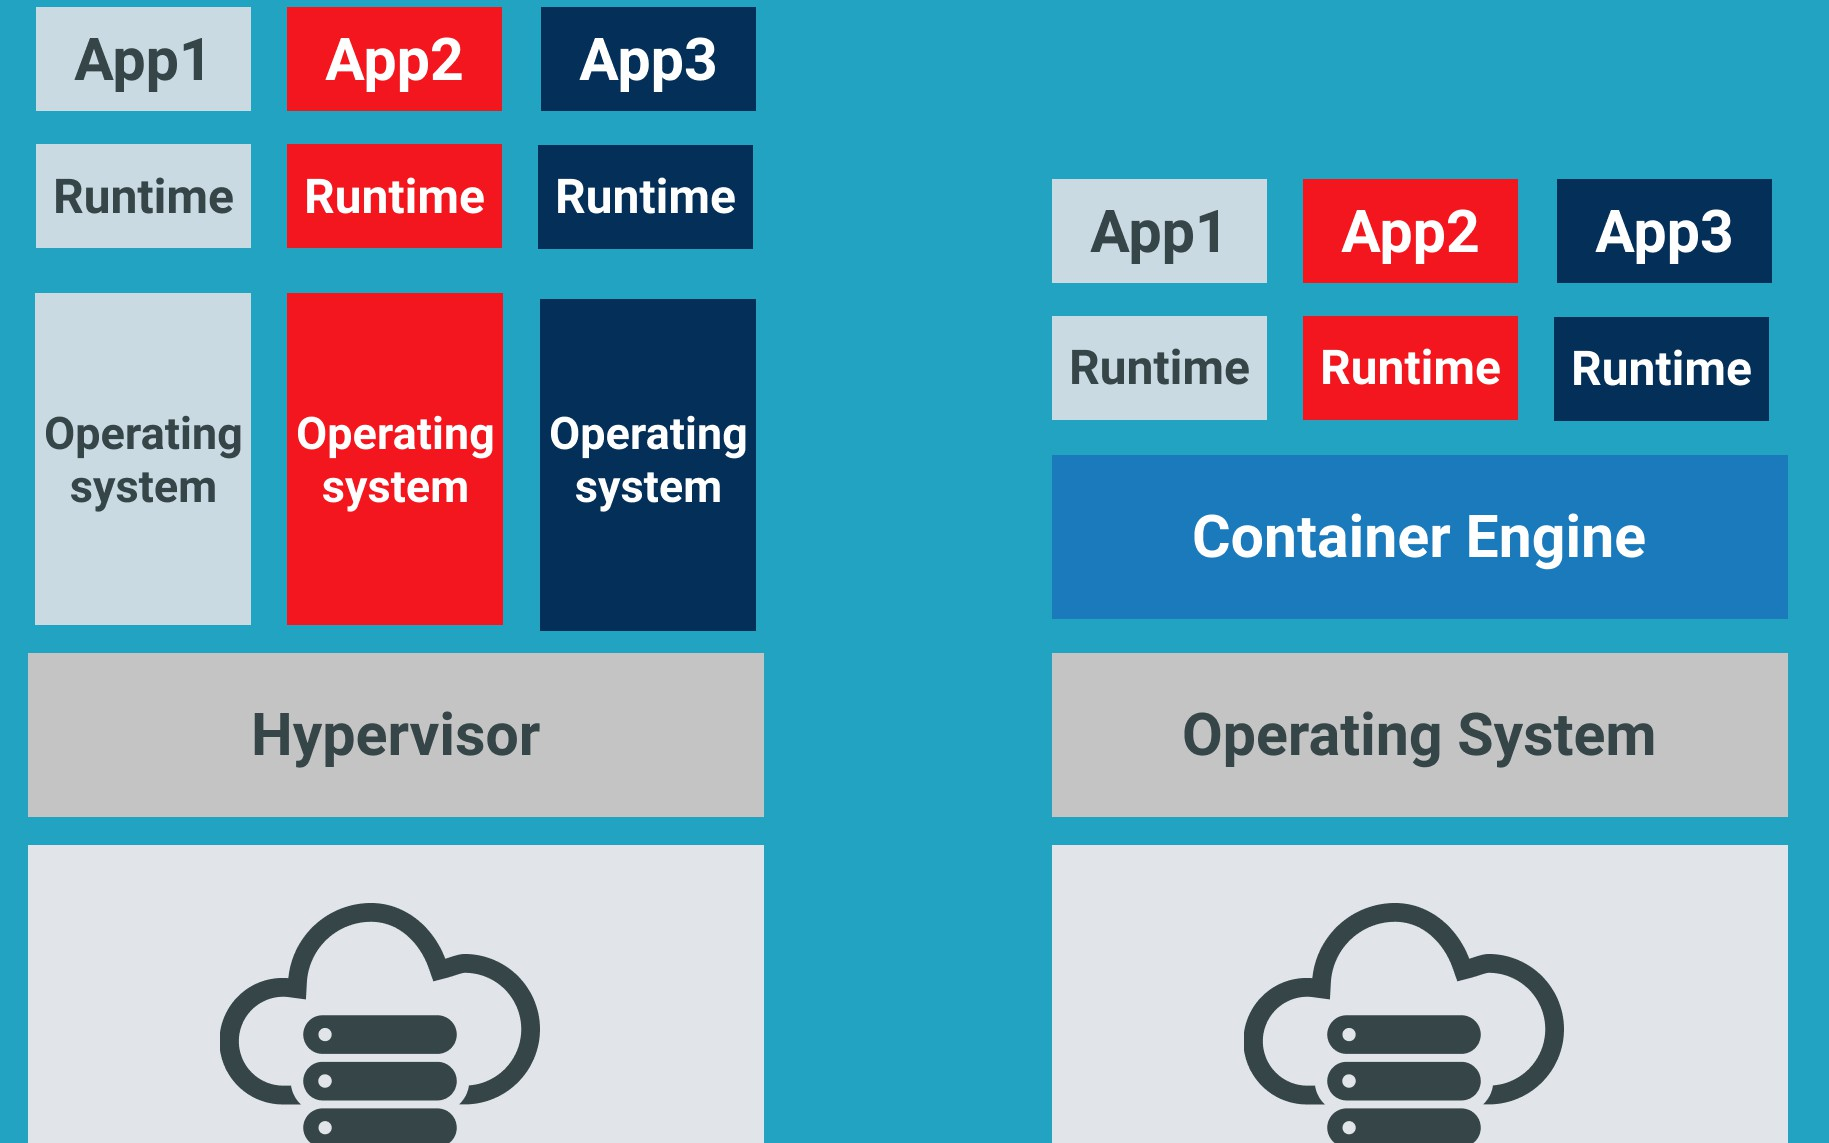 App1
App2
App3
Runtime
Runtime
Runtime
Operating
system
Operating
system
Operating
system
Hypervisor
App1
App2
App3
Runtime
Runtime
Runtime
Container Engine
Operating System